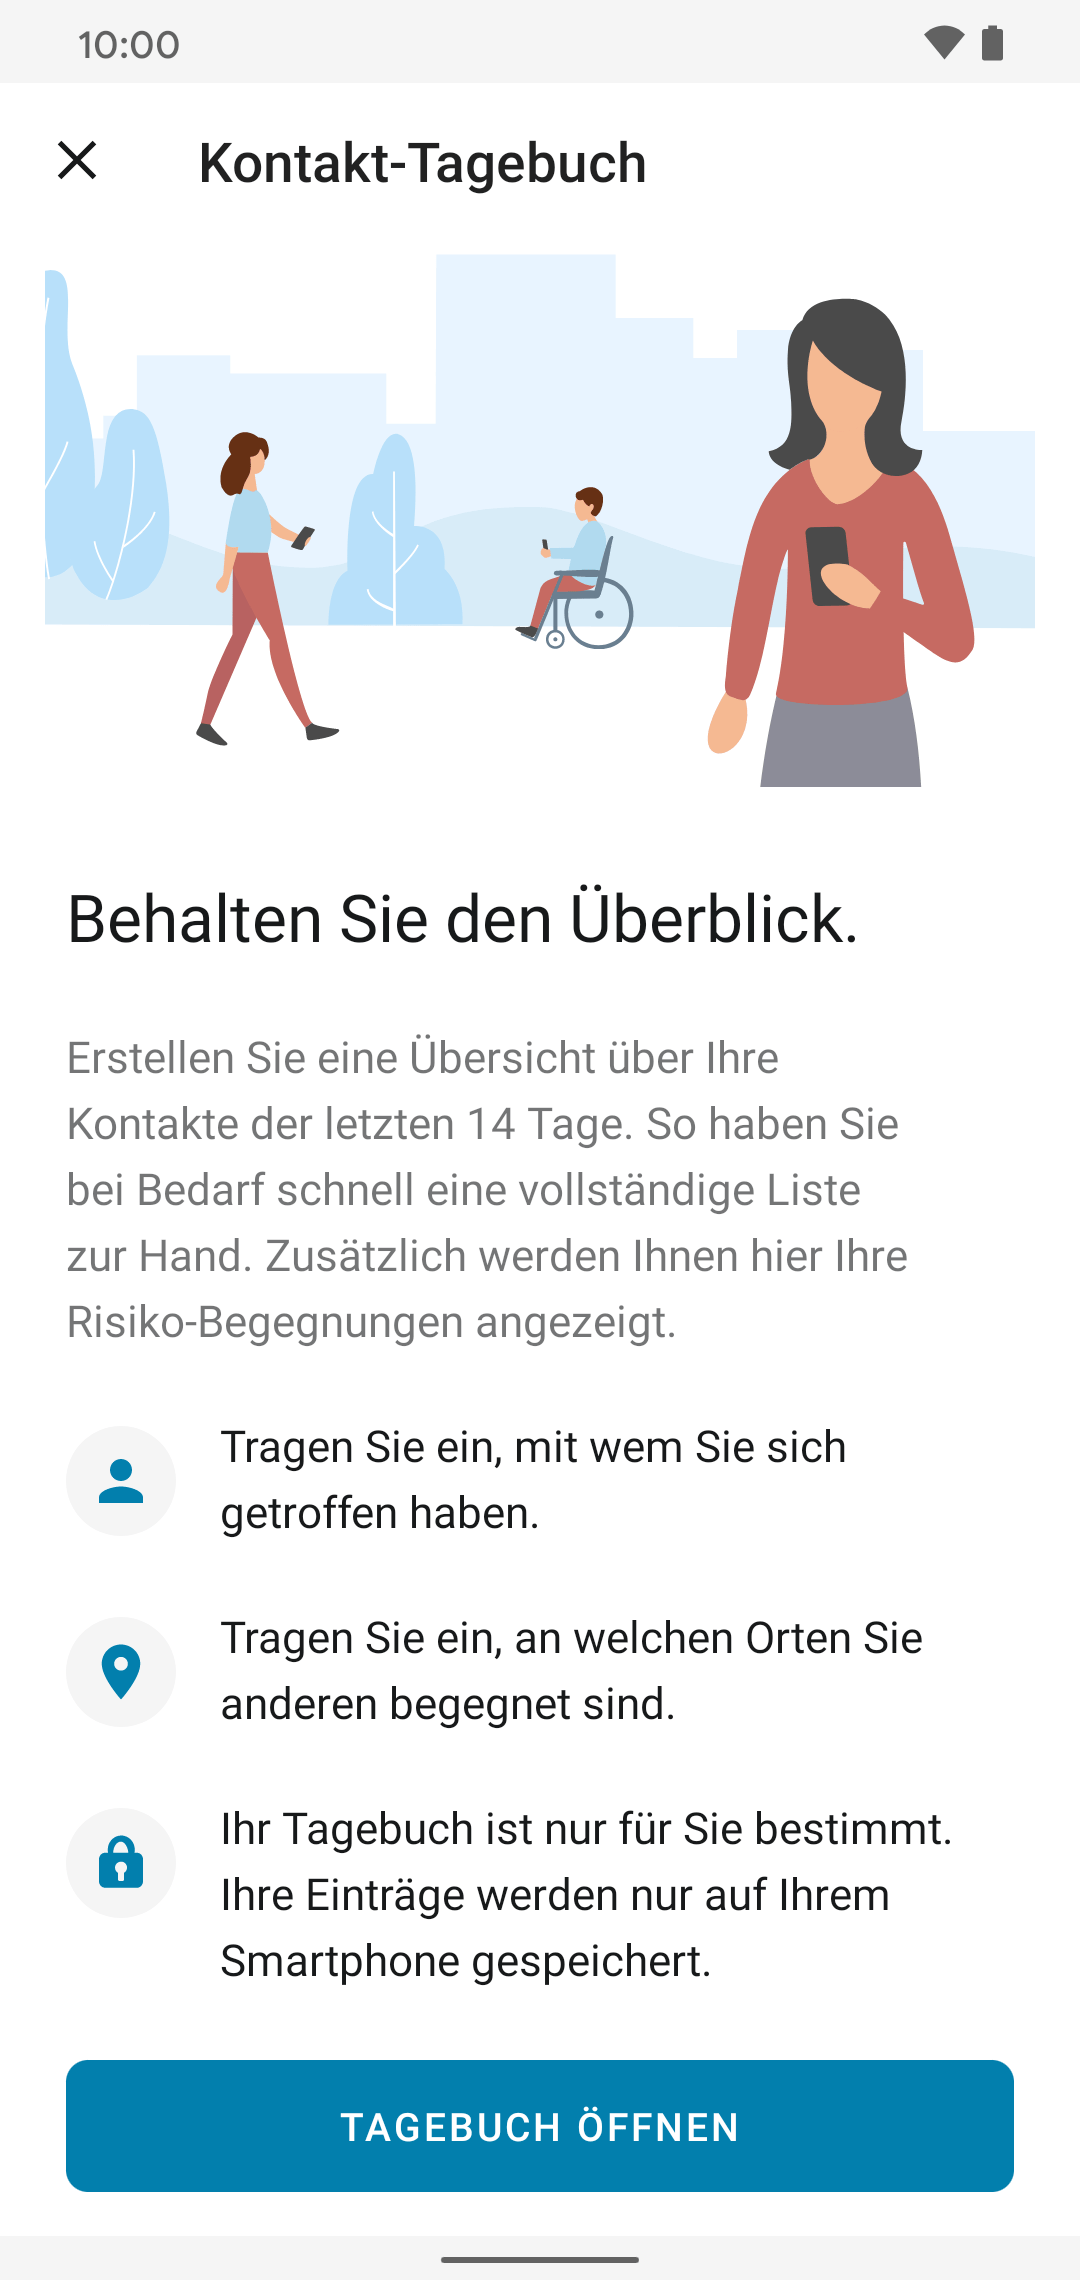 10:00
Kontakt-Tagebuch
Behalten Sie den Überblick.
Erstellen Sie eine Übersicht über Ihre
Kontakte der letzten 14 Tage. So haben Sie
bei Bedarf schnell eine vollständige Liste
zur Hand. Zusätzlich werden Ihnen hier Ihre
Risiko-Begegnungen angezeigt.
Tragen Sie ein, mit wem Sie sich
getroffen haben.
Tragen Sie ein, an welchen Orten Sie
anderen begegnet sind.
Ihr Tagebuch ist nur für Sie bestimmt.
Ihre Einträge werden nur auf Ihrem
Smartphone gespeichert.
TAGEBUCH ÖFFNEN